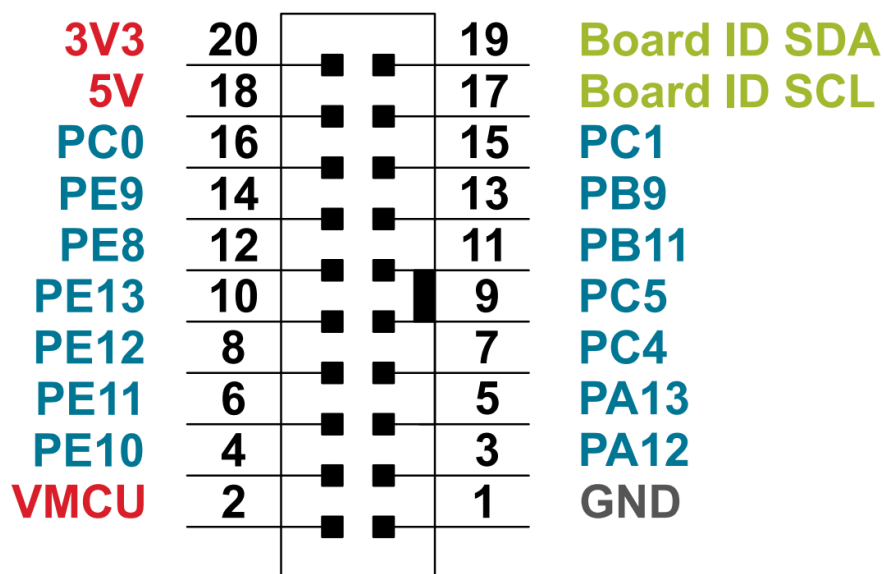 3V3 20 19 Board ID SDA
5V 18 17 Board ID SCL
PC0 16 15 PC1
PE9 14 13 PB9
PE8 12 11 PB11
PE13 10 9 PC5
PE12 8 7 PC4
PE11 6 5 PA13
PE10 4 3 PA12
VMCU 2 1 GND